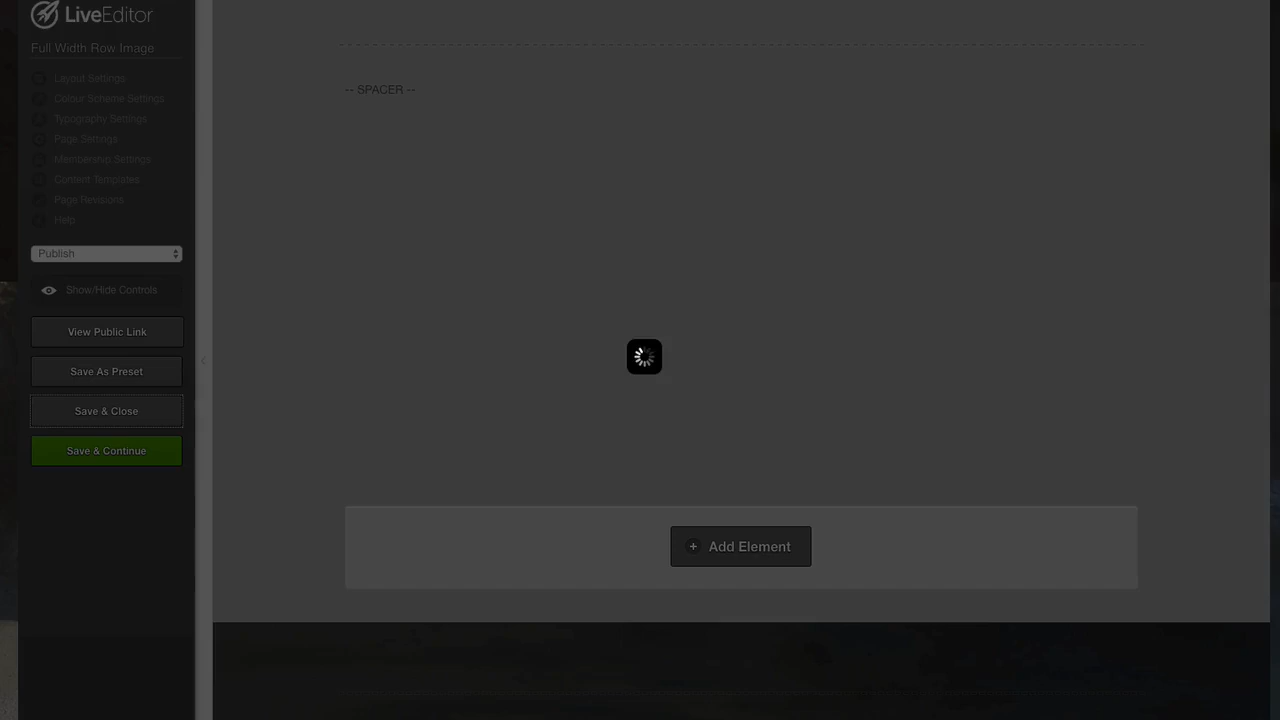 LiveEditor
Full Width Row Image
Layout Settings
Colour Scheme Settings
Typography Settings
Page Settings
Membership Settings
Content Templates
Page Revisions
Help
Publish
Show/Hide Controls
View Public Link
Save As Preset
Save & Close
Save & Continue
-- SPACER --
+ Add Element